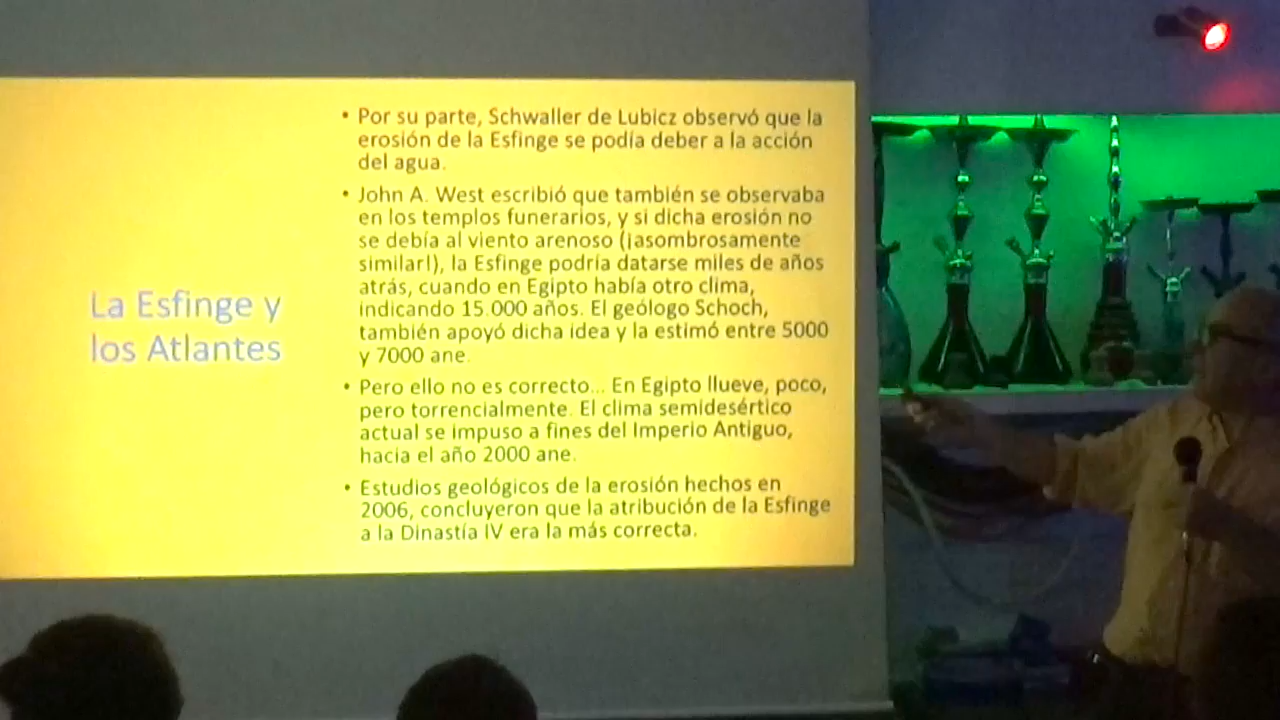 La Esfinge y
los Atlantes
• Por su parte, Schwaller de Lubicz observó que la
erosión de la Esfinge se podía deber a la acción
del agua.
• John A. West escribió que también se observaba
en los templos funerarios, y si dicha erosión no
se debía al viento arenoso (¡asombrosamente
similar!), la Esfinge podría datarse miles de años
atrás, cuando en Egipto había otro clima,
indicando 15.000 años. El geólogo Schoch,
también apoyó dicha idea y la estimó entre 5000
y 7000 ane.
• Pero ello no es correcto... En Egipto llueve, poco,
pero torrencialmente. El clima semidesértico
actual se impuso a fines del Imperio Antiguo,
hacia el año 2000 ane.
• Estudios geológicos de la erosión hechos en
2006, concluyeron que la atribución de la Esfinge
a la Dinastía IV era la más correcta.